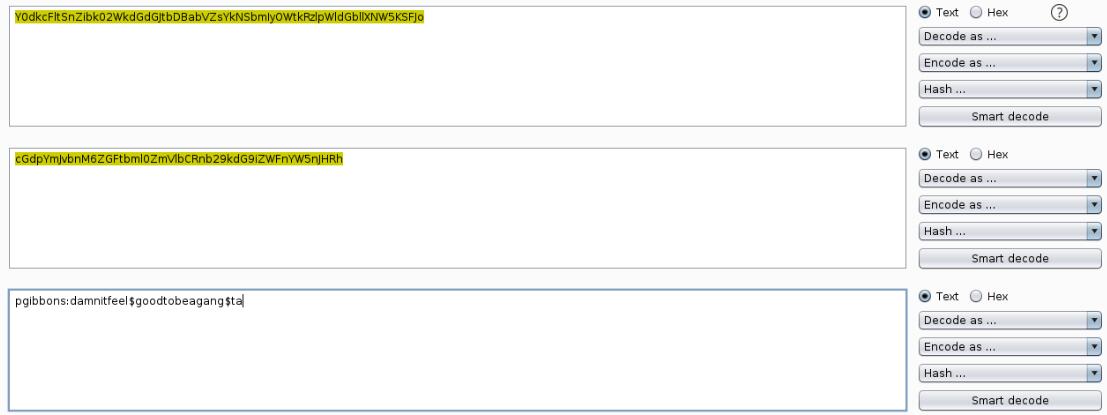 Y0dkcFltSnZibk02WkdGdGJtbDBabVZsYkNSbmIyOWtkRzlpWldGbllXNW5KSFJo
Text Hex ?
Decode as ...
Encode as ...
Hash ...
Smart decode
cGdpYmJvbnM6ZGFtbml0ZmVlbCRnb29kdG9iZWFnYW5nJHRh
Text Hex
Decode as ...
Encode as ...
Hash ...
Smart decode
pgibbons:damnitfeel$goodtobeagang$ta
Text Hex
Decode as ...
Encode as ...
Hash ...
Smart decode